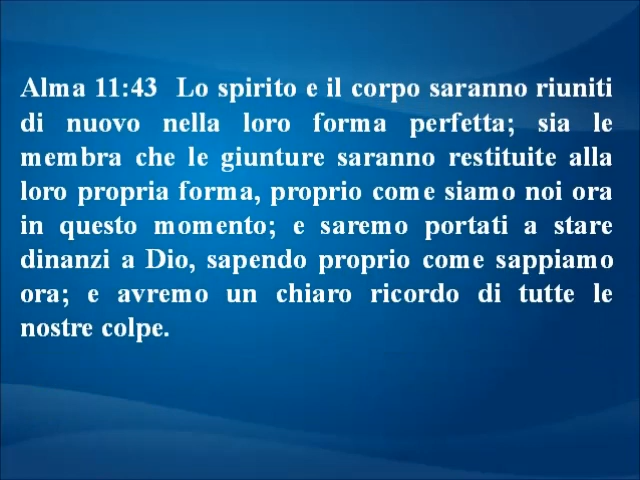 Alma 11:43 Lo spirito e il corpo saranno riuniti
di nuovo nella loro forma perfetta; sia le
membra che le giunture saranno restituite alla
loro propria forma, proprio come siamo noi ora
in questo momento; e saremo portati a stare
dinanzi a Dio, sapendo proprio come sappiamo
ora; e avremo un chiaro ricordo di tutte le
nostre colpe.